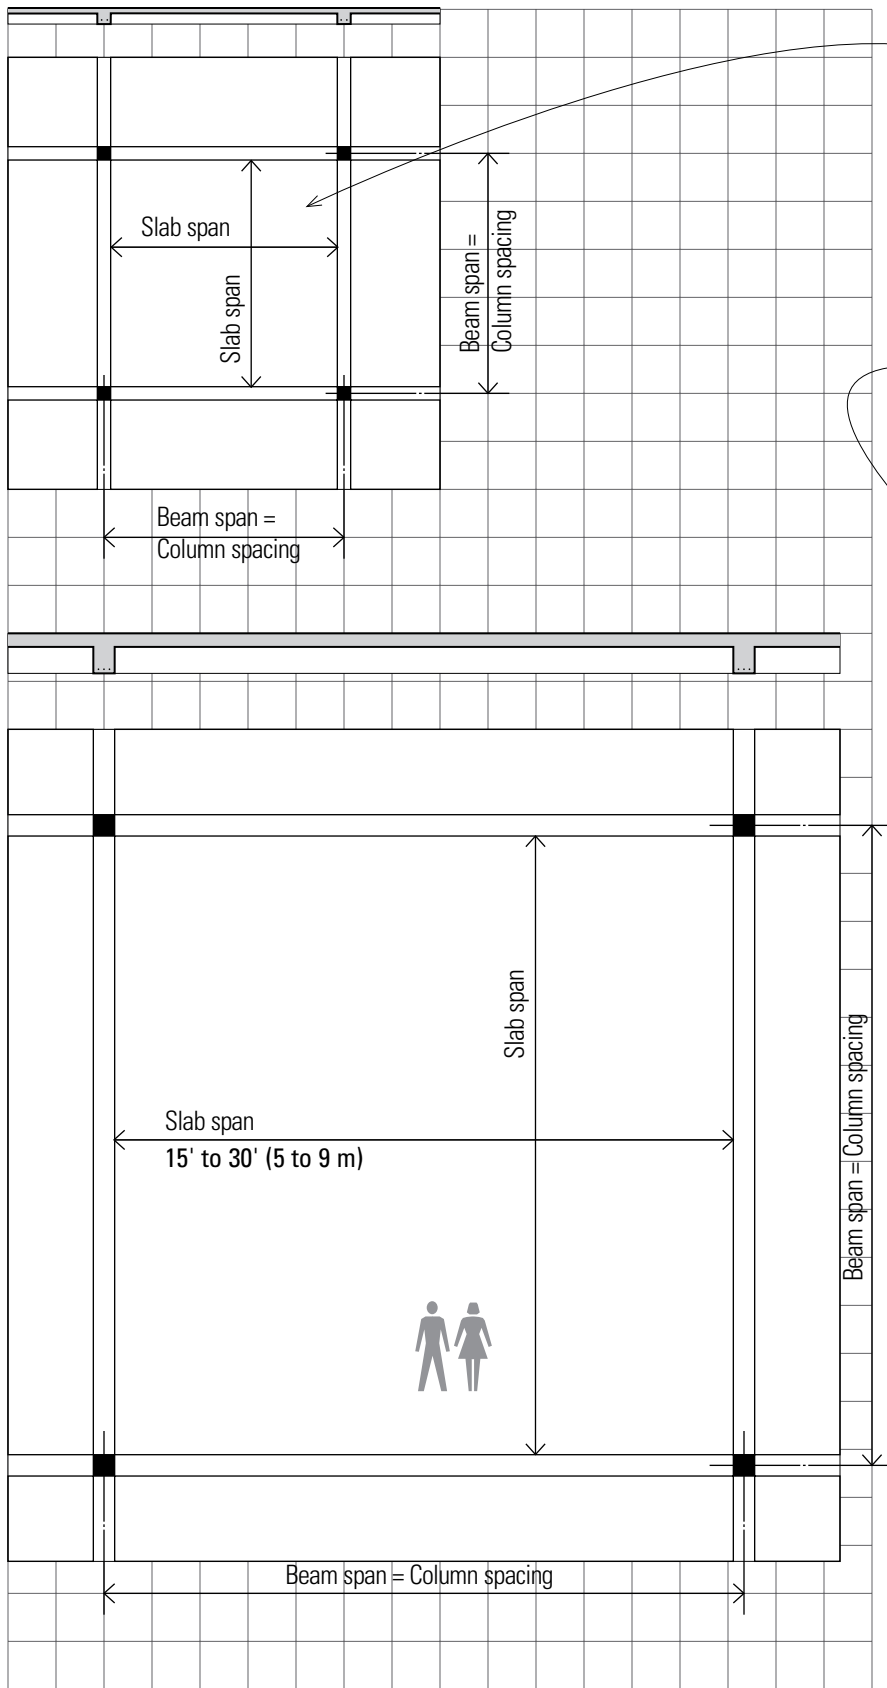 Slab span
Slab span
Beam span =
Column spacing
Beam span =
Column spacing
Slab span
Slab span
15' to 30' (5 to 9 m)
Beam span = Column spacing
Beam span = Column spacing